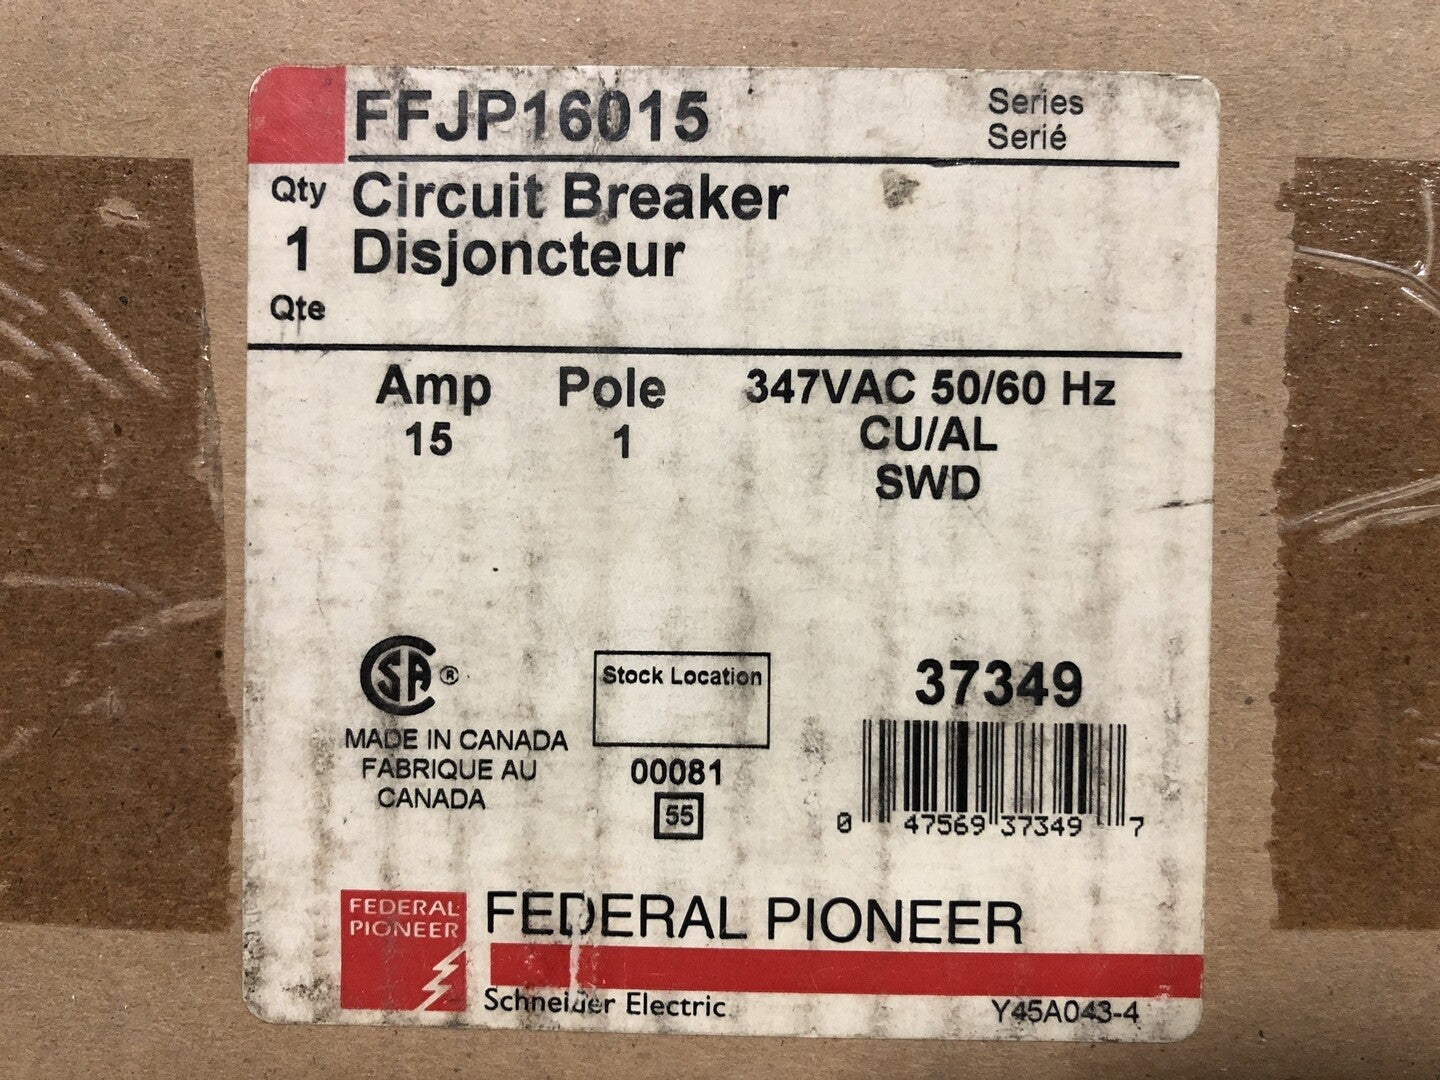 FFJP16015
Series
Serié
Qty
1
Qte
Circuit Breaker
Disjoncteur
Amp
15
Pole
1
347VAC 50/60 Hz
CU/AL
SWD
CSA®
MADE IN CANADA
FABRIQUE AU
CANADA
Stock Location
00081
55
37349
0 47569 37349 7
FEDERAL
PIONEER
FEDERAL PIONEER
Schneider Electric
Y45A043-4